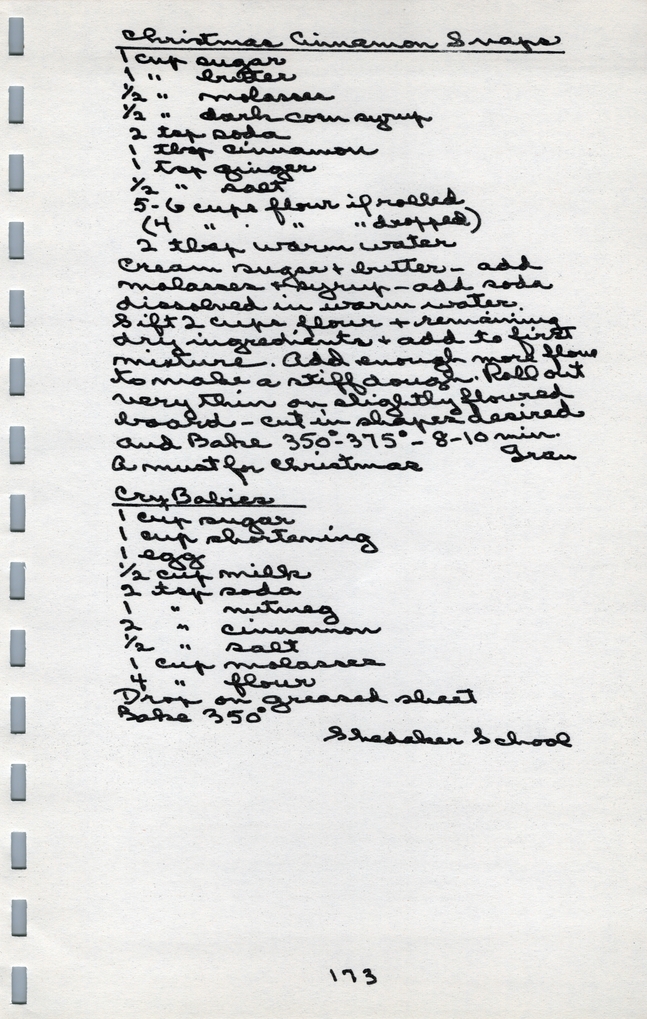 Christmas Cinnamon Snaps
1 cup sugar
1 " butter
1/2 " molasses
1/2 " dark corn syrup
2 tsp soda
1 tbsp cinnamon
1 tsp ginger
1/2 " salt
5-6 cups flour if rolled
(4 " . " " dropped)
2 tbsp warm water
Cream sugar + butter - add
molasses + syrup - add soda
dissolved in warm water.
Sift 2 cups flour + remaining
dry ingredients + add to first
mixture. Add enough more flour
to make a stiff dough. Roll out
very thin on slightly floured
board - cut in shapes desired
and Bake 350°-375° - 8-10 min.
A must for Christmas Gran
Cry Babies
1 cup sugar
1 cup shortening
1 egg
1/2 cup milk
2 tsp soda
1 " nutmeg
2 " cinnamon
1/2 " salt
1 cup molasses
4 " flour
Drop on greased sheet
Bake 350°
Shedaker School
173